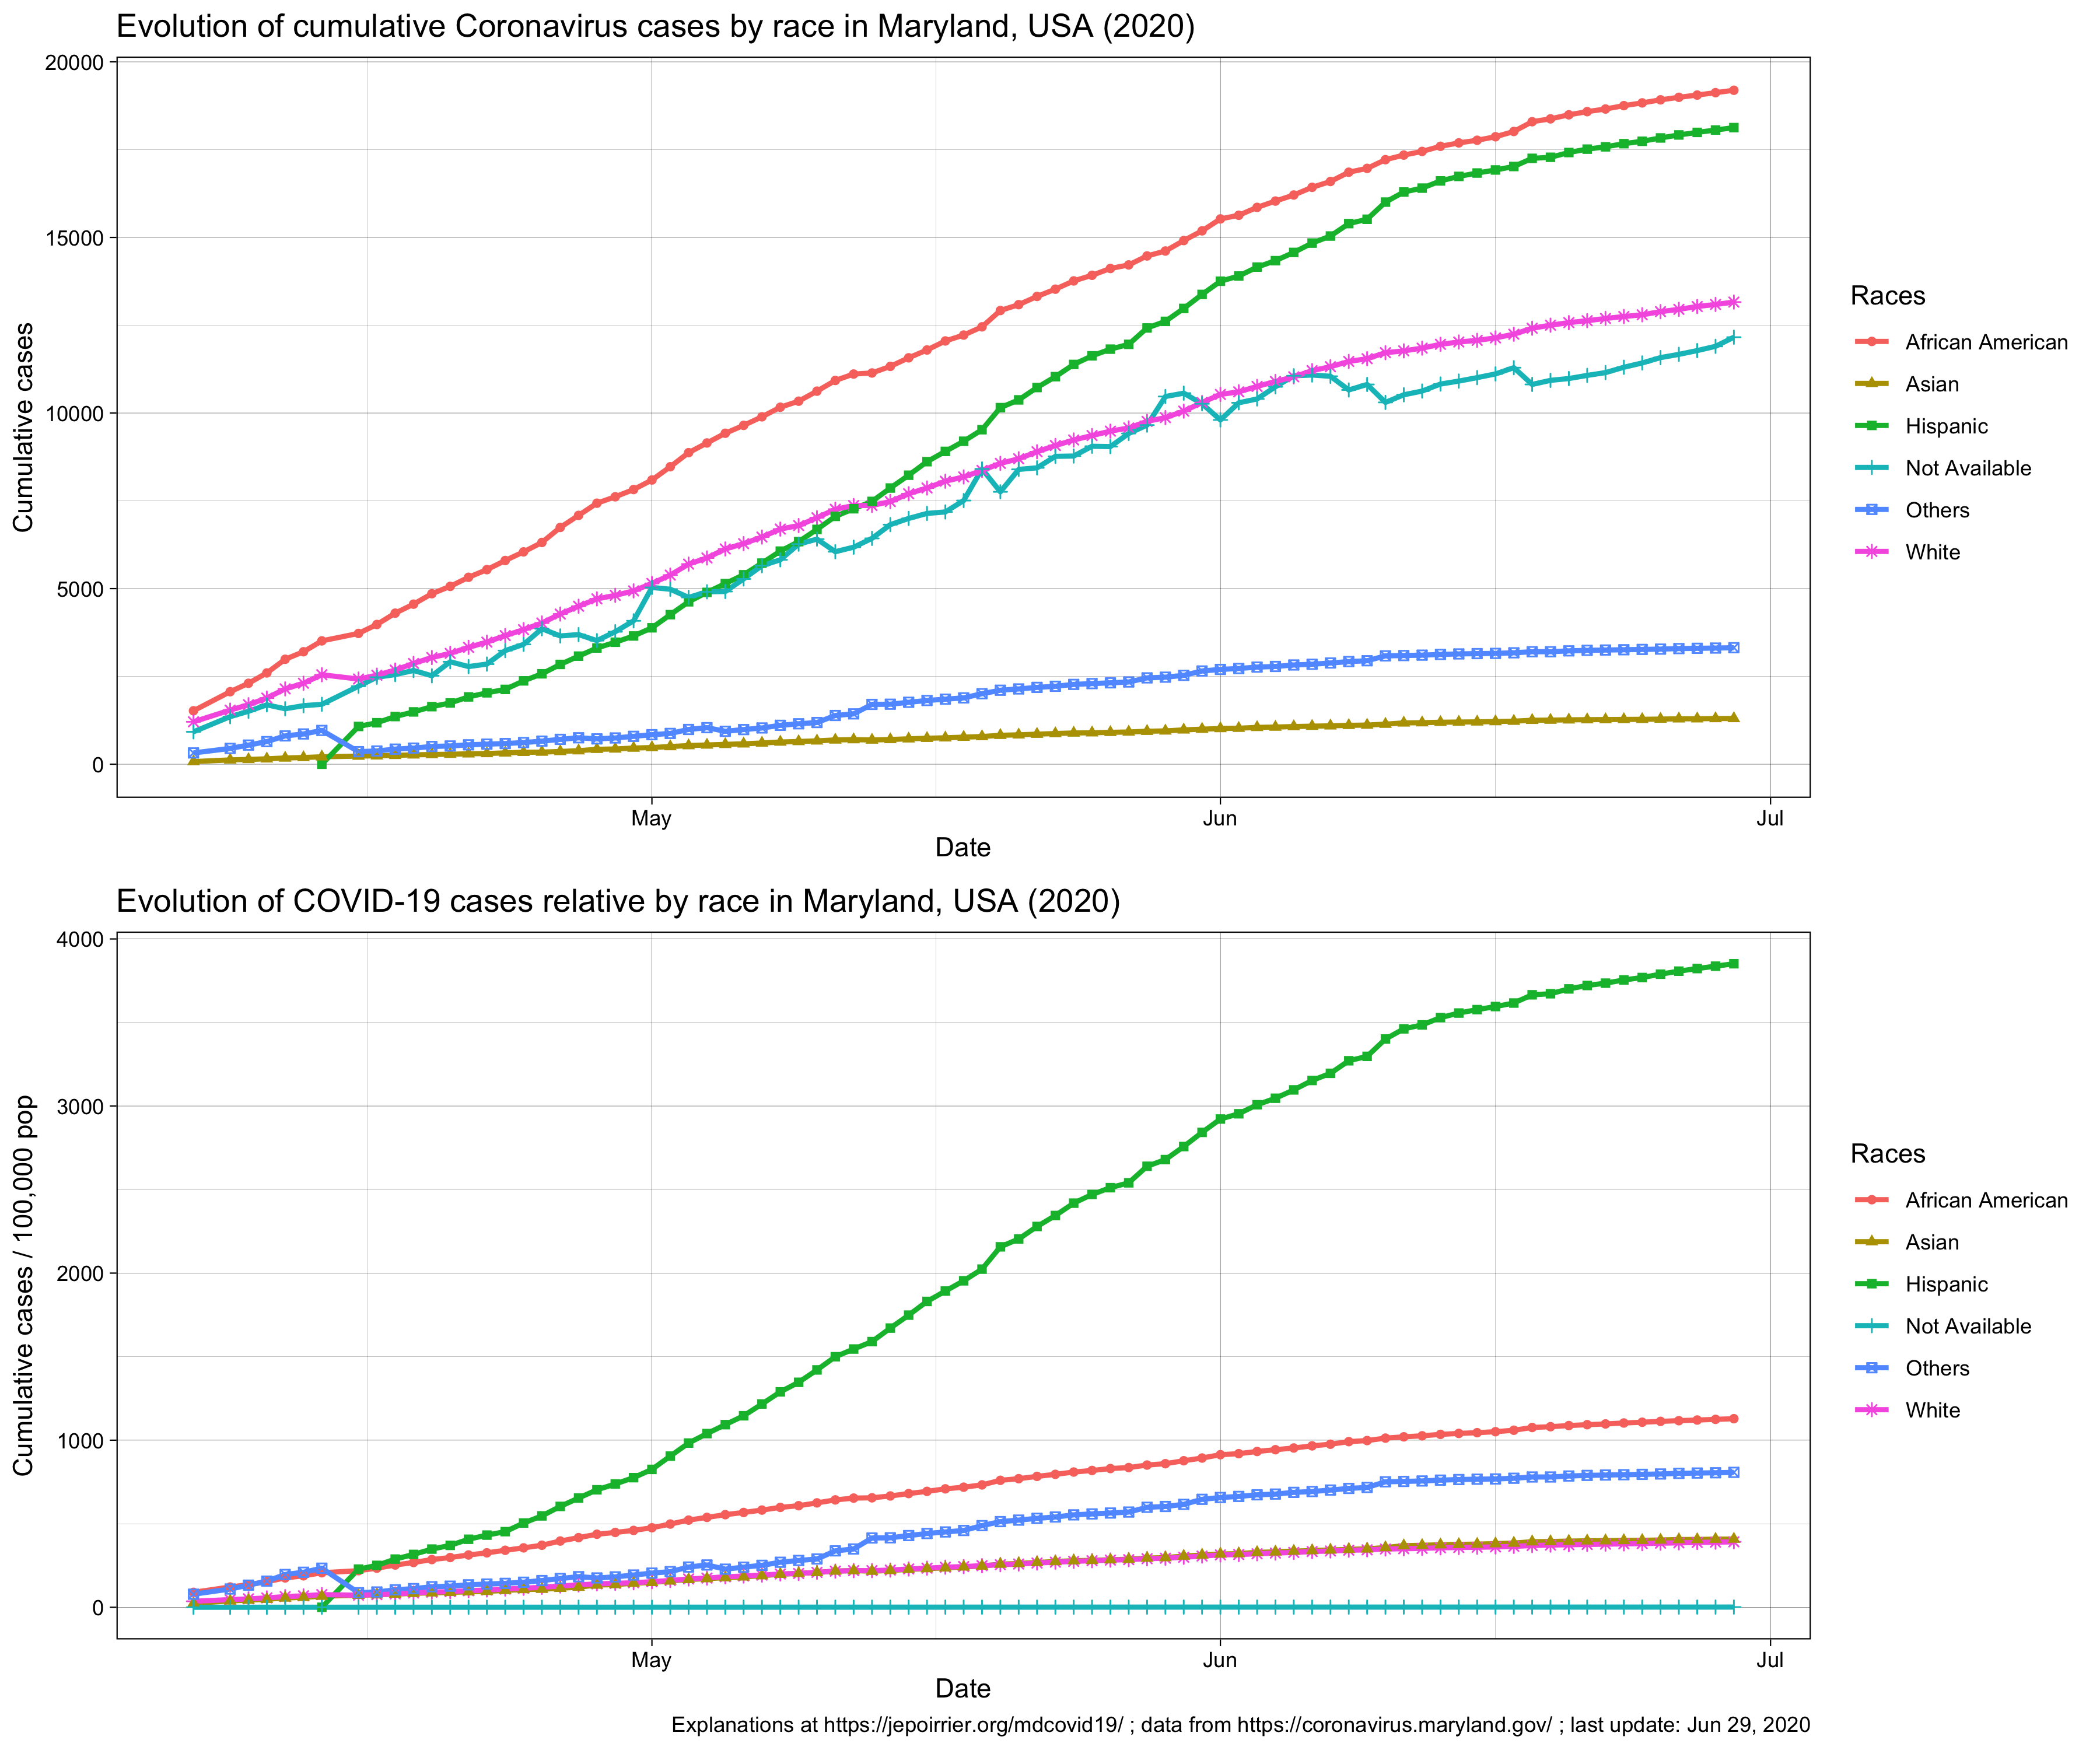 Evolution of cumulative Coronavirus cases by race in Maryland, USA (2020)
20000
15000
10000
5000
0
Cumulative cases
May
Jun
Jul
Date
Races
African American
Asian
Hispanic
Not Available
Others
White
Evolution of COVID-19 cases relative by race in Maryland, USA (2020)
4000
3000
2000
1000
0
Cumulative cases / 100,000 pop
May
Jun
Jul
Date
Races
African American
Asian
Hispanic
Not Available
Others
White
Explanations at https://jepoirrier.org/mdcovid19/ ; data from https://coronavirus.maryland.gov/ ; last update: Jun 29, 2020